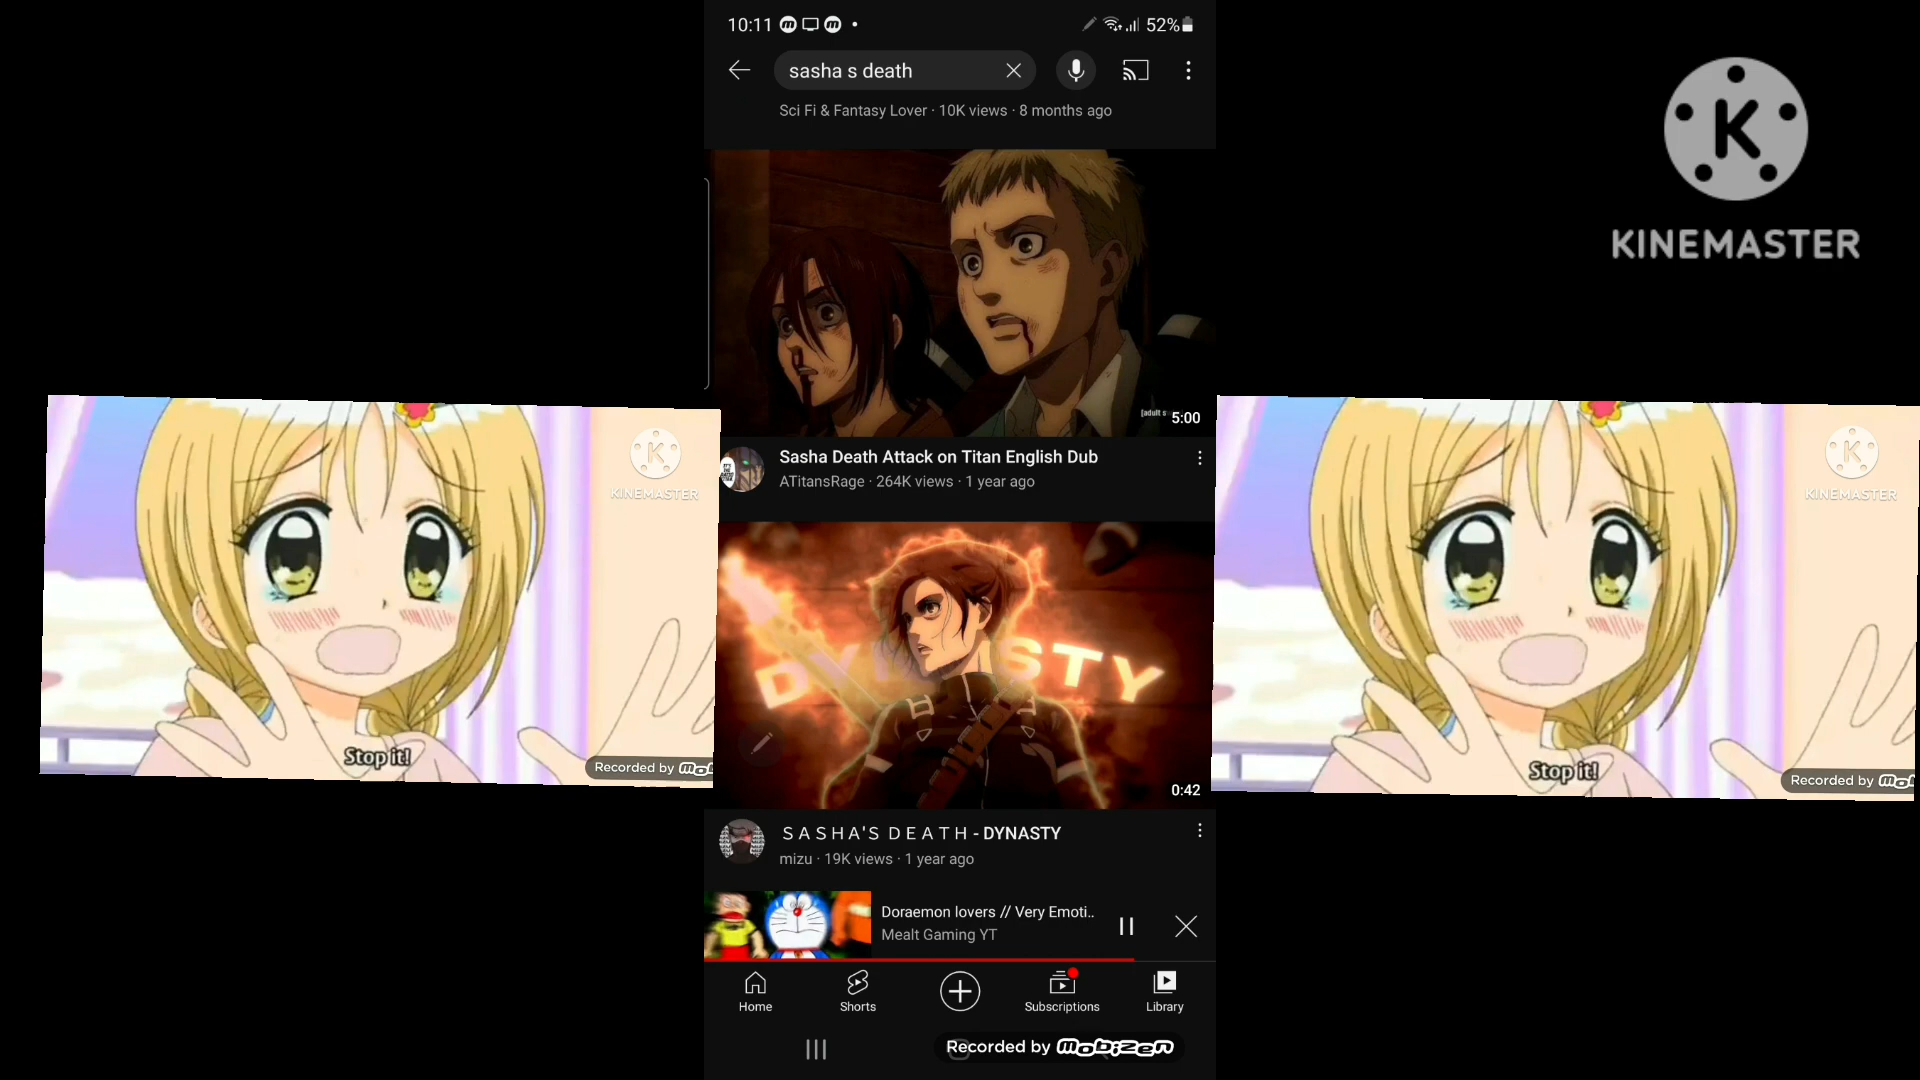 10:11
52%
sasha s death
Sci Fi & Fantasy Lover · 10K views · 8 months ago
KINEMASTER
5:00
Sasha Death Attack on Titan English Dub
ATitansRage · 264K views · 1 year ago
KINEMASTER
KINEMASTER
DYNASTY
Stop it!
Recorded by
Stop it!
Recorded by
0:42
SASHA'S DEATH - DYNASTY
mizu · 19K views · 1 year ago
Doraemon lovers // Very Emoti..
Mealt Gaming YT
Home
Shorts
Subscriptions
Library
Recorded by mobizen